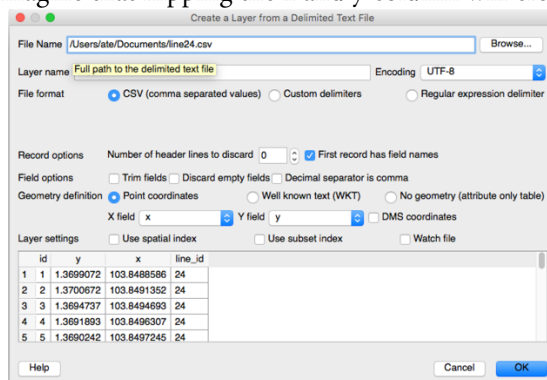 Create a Layer from a Delimited Text File
File Name /Users/ate/Documents/line24.csv Browse...
Layer name Full path to the delimited text file Encoding UTF-8
File format CSV (comma separated values) Custom delimiters Regular expression delimiter
Record options Number of header lines to discard 0 First record has field names
Field options Trim fields Discard empty fields Decimal separator is comma
Geometry definition Point coordinates Well known text (WKT) No geometry (attribute only table)
X field x Y field y DMS coordinates
Layer settings Use spatial index Use subset index Watch file
id y x line_id
1 1 1.3699072 103.8488586 24
2 2 1.3700672 103.8491352 24
3 3 1.3694737 103.8494693 24
4 4 1.3691893 103.8496307 24
5 5 1.3690242 103.8497245 24
Help Cancel OK